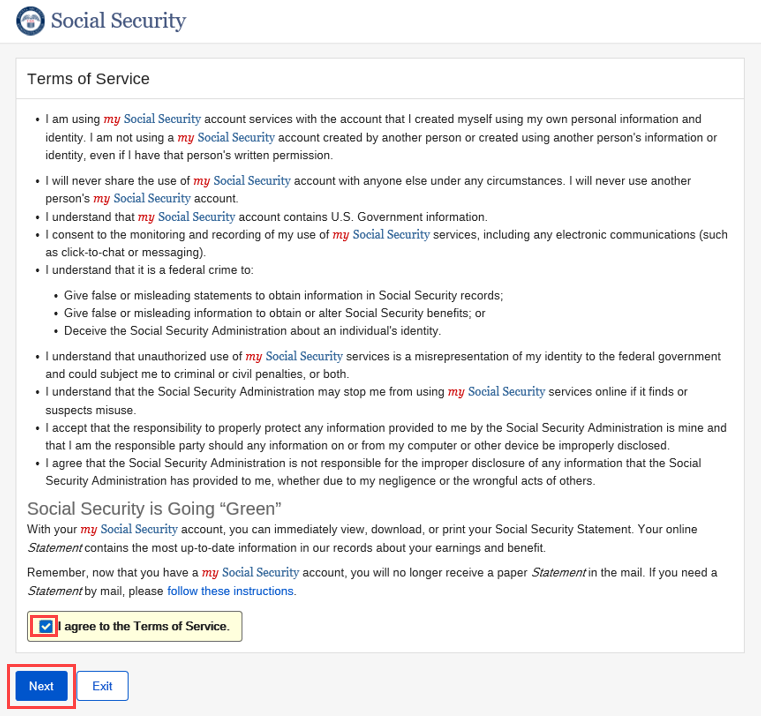 Social Security
Terms of Service
• I am using my Social Security account services with the account that I created myself using my own personal information and
identity. I am not using a my Social Security account created by another person or created using another person's information or
identity, even if I have that person's written permission.
• I will never share the use of my Social Security account with anyone else under any circumstances. I will never use another
person's my Social Security account.
• I understand that my Social Security account contains U.S. Government information.
• I consent to the monitoring and recording of my use of my Social Security services, including any electronic communications (such
as click-to-chat or messaging).
• I understand that it is a federal crime to:
• Give false or misleading statements to obtain information in Social Security records;
• Give false or misleading information to obtain or alter Social Security benefits; or
• Deceive the Social Security Administration about an individual's identity.
• I understand that unauthorized use of my Social Security services is a misrepresentation of my identity to the federal government
and could subject me to criminal or civil penalties, or both.
• I understand that the Social Security Administration may stop me from using my Social Security services online if it finds or
suspects misuse.
• I accept that the responsibility to properly protect any information provided to me by the Social Security Administration is mine and
that I am the responsible party should any information on or from my computer or other device be improperly disclosed.
• I agree that the Social Security Administration is not responsible for the improper disclosure of any information that the Social
Security Administration has provided to me, whether due to my negligence or the wrongful acts of others.
Social Security is Going “Green”
With your my Social Security account, you can immediately view, download, or print your Social Security Statement. Your online
Statement contains the most up-to-date information in our records about your earnings and benefit.
Remember, now that you have a my Social Security account, you will no longer receive a paper Statement in the mail. If you need a
Statement by mail, please follow these instructions.
I agree to the Terms of Service.
Next Exit